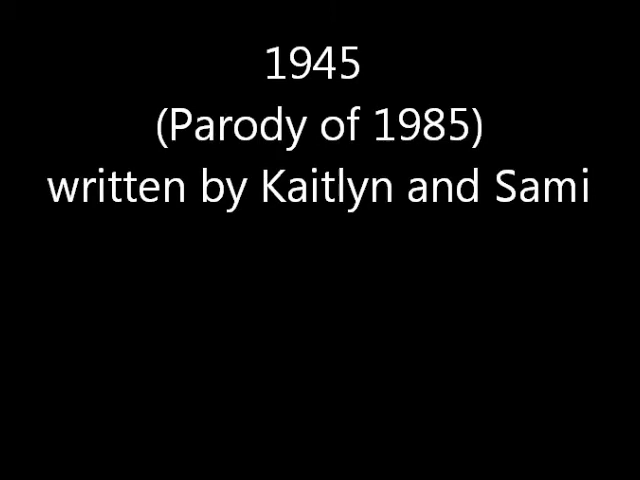 1945
(Parody of 1985)
written by Kaitlyn and Sami